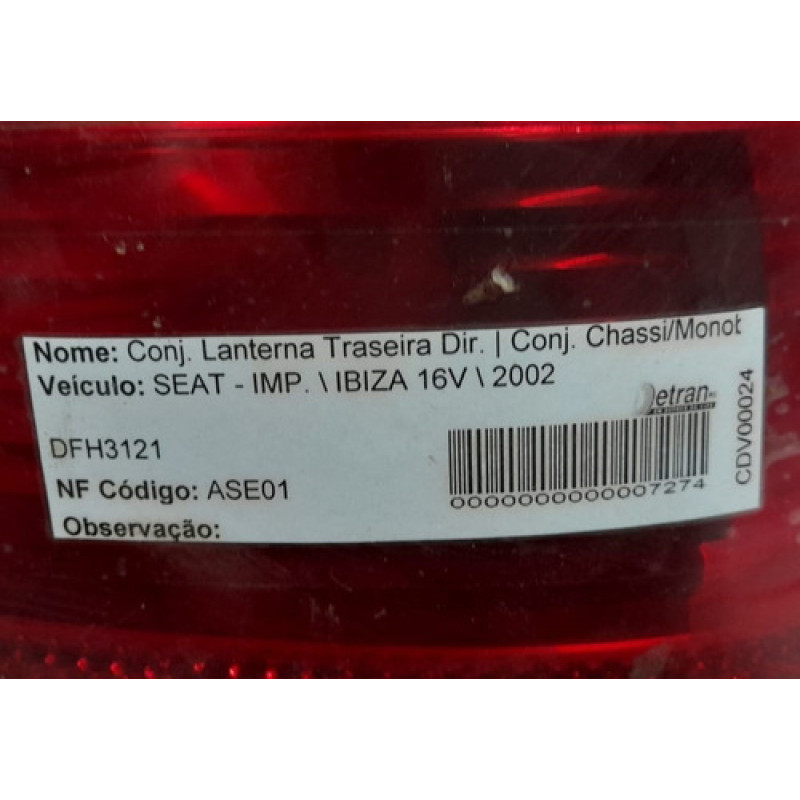 Nome: Conj. Lanterna Traseira Dir. | Conj. Chassi/Monot
Veículo: SEAT - IMP. \ IBIZA 16V \ 2002
Detran
DFH3121
NF Código: ASE01
0000000000007274
CDV00024
Observação: